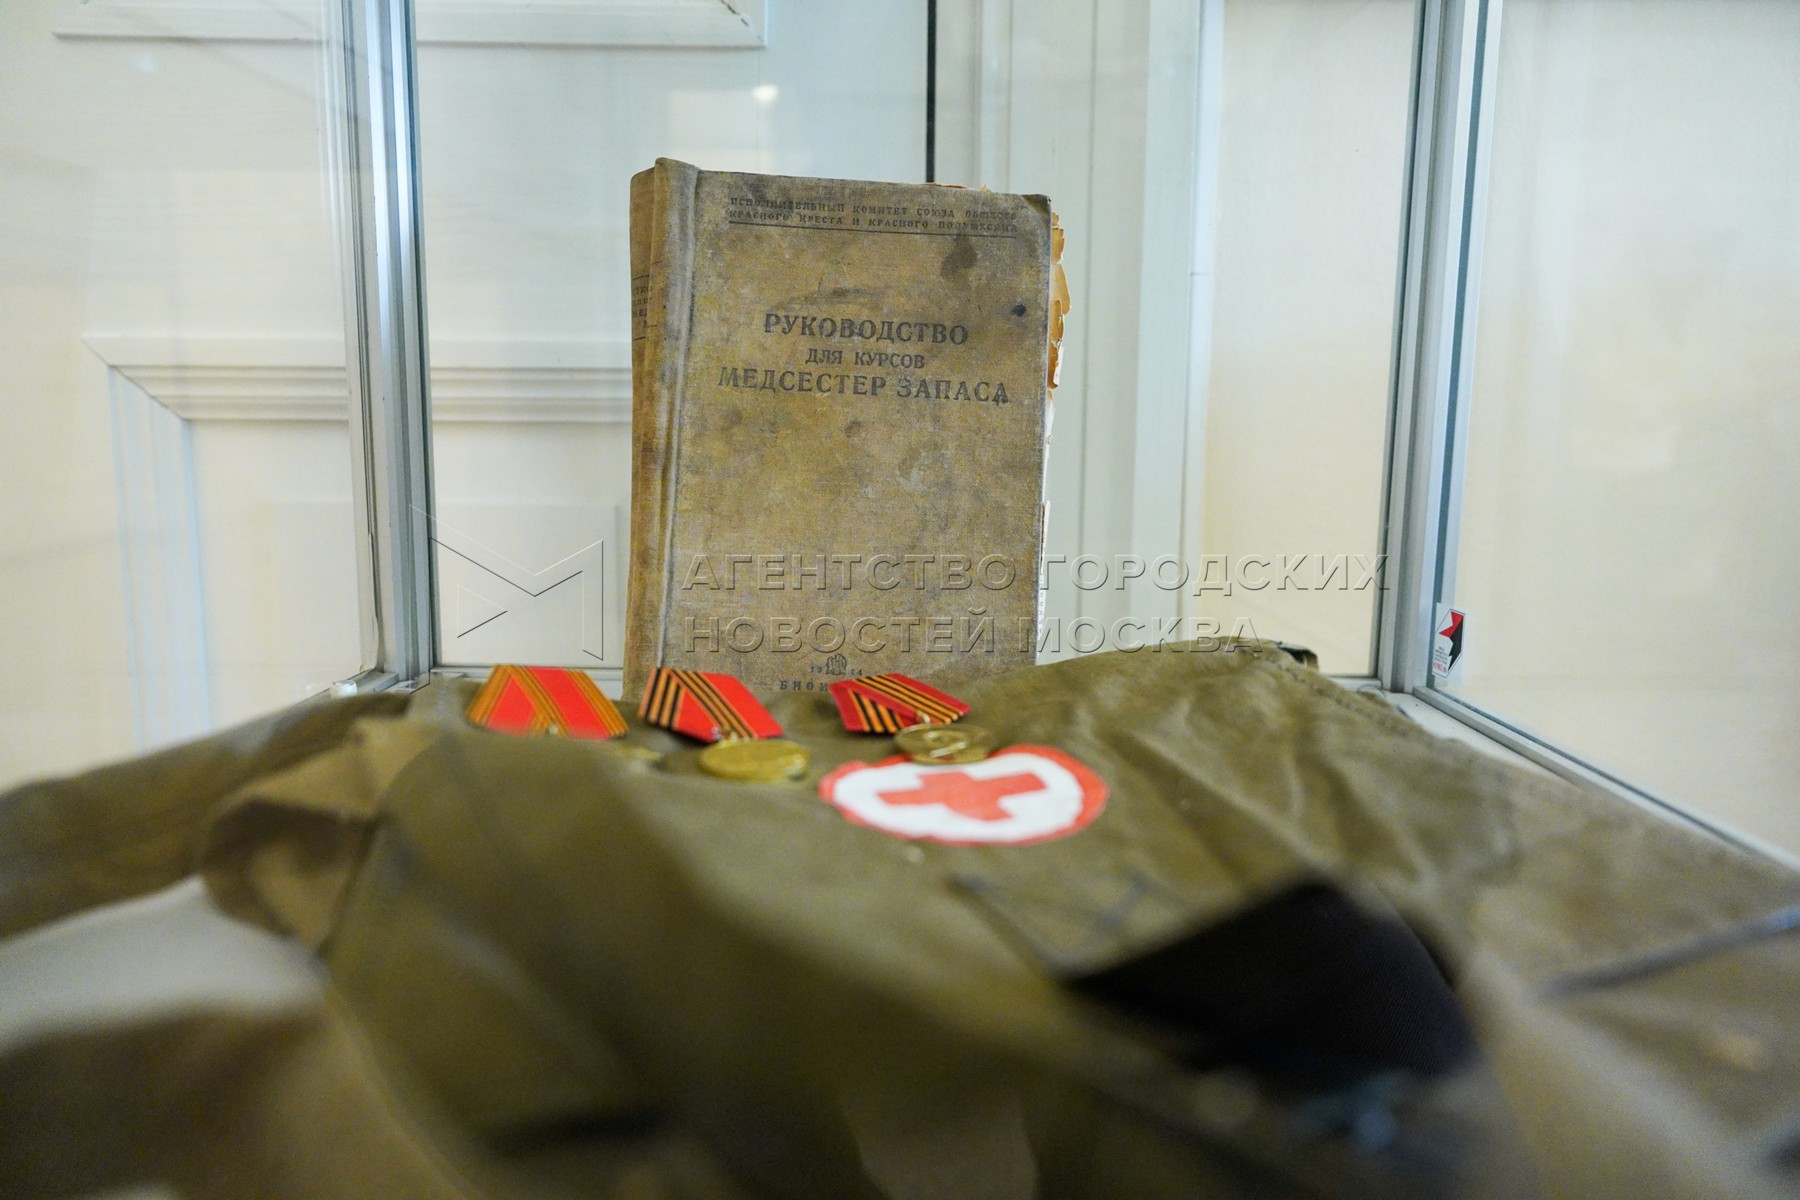 ИСПОЛНИТЕЛЬНЫЙ КОМИТЕТ СОЮЗА ОБЩЕСТВ
КРАСНОГО КРЕСТА И КРАСНОГО ПОЛУМЕСЯЦА
РУКОВОДСТВО
ДЛЯ КУРСОВ
МЕДСЕСТЕР ЗАПАСА
АГЕНТСТВО ГОРОДСКИХ
НОВОСТЕЙ МОСКВА